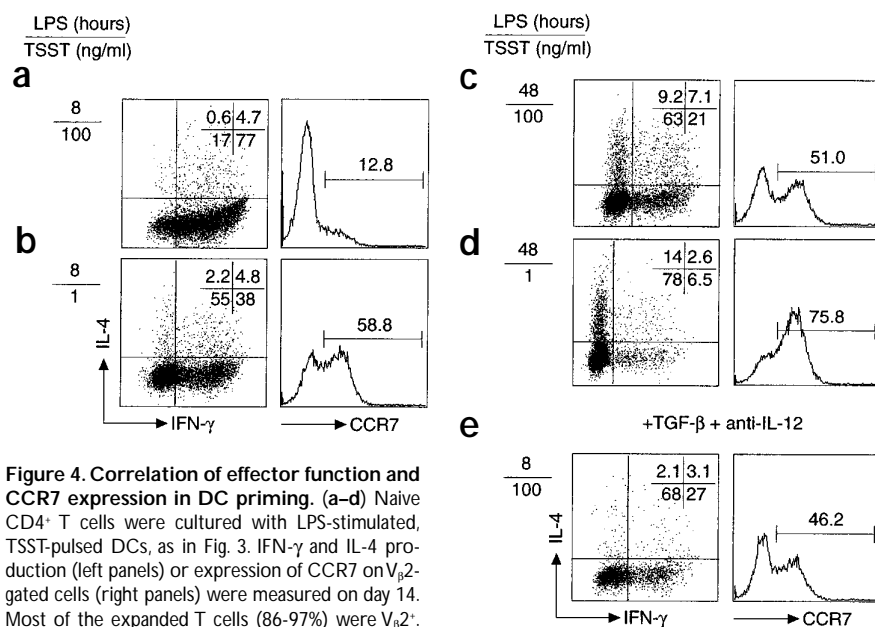 LPS (hours)
TSST (ng/ml)
a
8
100
0.6 4.7
17 77
12.8
b
8
1
2.2 4.8
55 38
58.8
IL-4
IFN-γ
CCR7
Figure 4. Correlation of effector function and
CCR7 expression in DC priming. (a–d) Naive
CD4⁺ T cells were cultured with LPS-stimulated,
TSST-pulsed DCs, as in Fig. 3. IFN-γ and IL-4 pro-
duction (left panels) or expression of CCR7 on Vᵦ2-
gated cells (right panels) were measured on day 14.
Most of the expanded T cells (86-97%) were Vᵦ2⁺.
LPS (hours)
TSST (ng/ml)
c
48
100
9.2 7.1
63 21
51.0
d
48
1
14 2.6
78 6.5
75.8
+TGF-β + anti-IL-12
e
8
100
2.1 3.1
68 27
46.2
IL-4
IFN-γ
CCR7